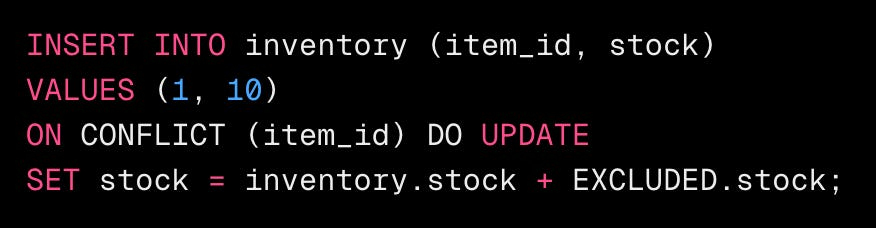 INSERT INTO inventory (item_id, stock)
VALUES (1, 10)
ON CONFLICT (item_id) DO UPDATE
SET stock = inventory.stock + EXCLUDED.stock;